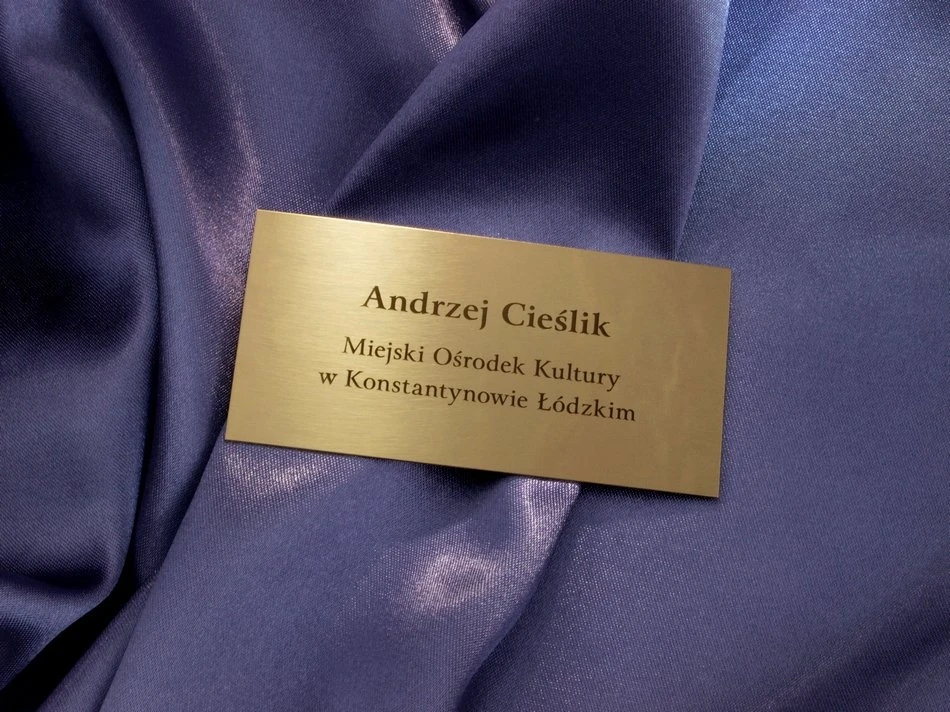 Andrzej Cieślik
Miejski Ośrodek Kultury
w Konstantynowie Łódzkim